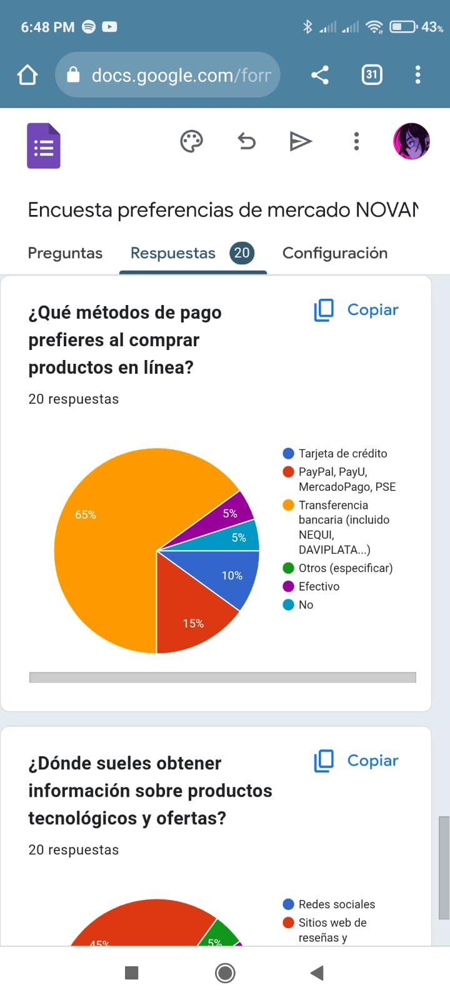 6:48 PM
43%
docs.google.com/forr
31
Encuesta preferencias de mercado NOVAN
Preguntas
Respuestas 20
Configuración
¿Qué métodos de pago
prefieres al comprar
productos en línea?
Copiar
20 respuestas
65%
5%
5%
10%
15%
Tarjeta de crédito
PayPal, PayU,
MercadoPago, PSE
Transferencia
bancaria (incluido
NEQUI,
DAVIPLATA...)
Otros (especificar)
Efectivo
No
¿Dónde sueles obtener
información sobre productos
tecnológicos y ofertas?
Copiar
20 respuestas
45%
5%
Redes sociales
Sitios web de
reseñas y